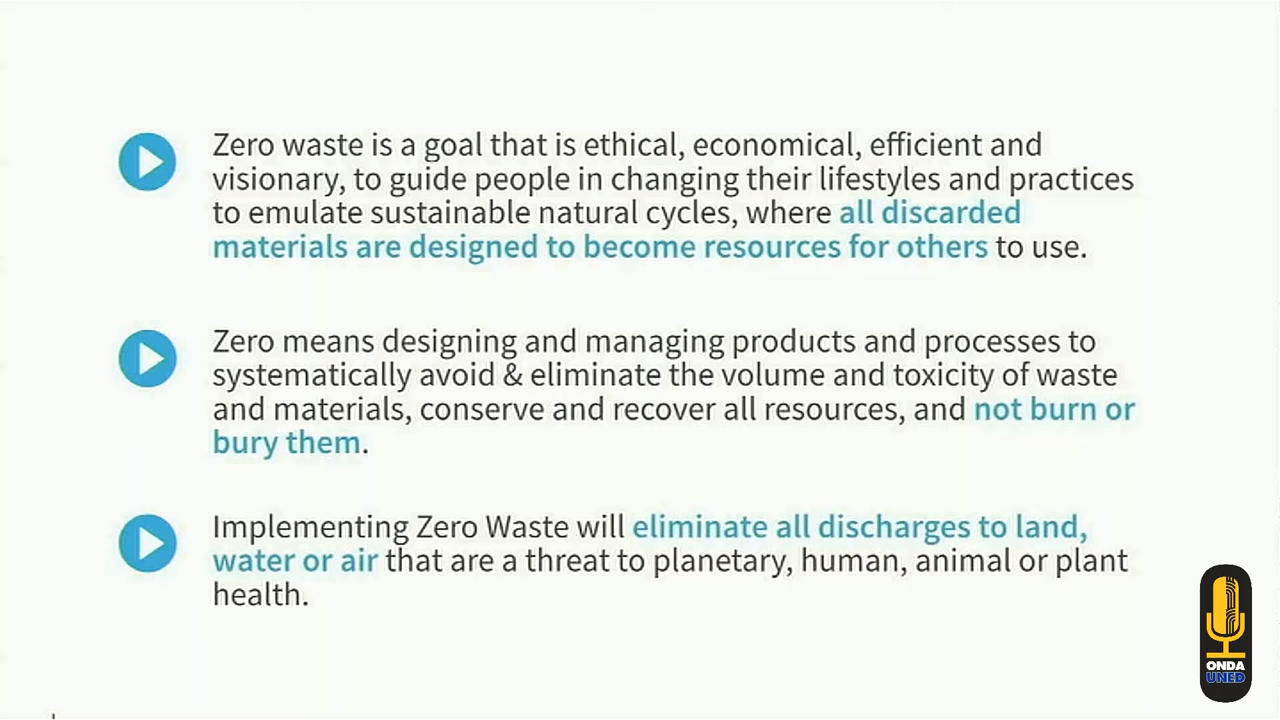 Zero waste is a goal that is ethical, economical, efficient and
visionary, to guide people in changing their lifestyles and practices
to emulate sustainable natural cycles, where all discarded
materials are designed to become resources for others to use.
Zero means designing and managing products and processes to
systematically avoid & eliminate the volume and toxicity of waste
and materials, conserve and recover all resources, and not burn or
bury them.
Implementing Zero Waste will eliminate all discharges to land,
water or air that are a threat to planetary, human, animal or plant
health.
ONDA
UNED